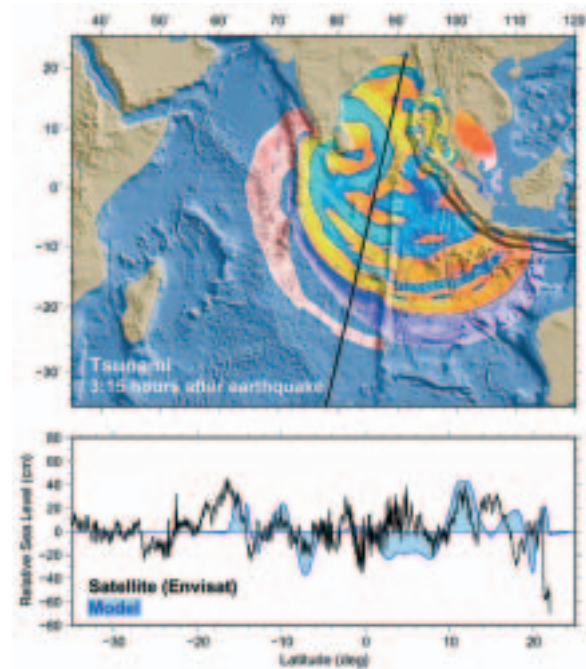 40 50 60 70 80 90 100 110 120
20
10
0
−10
−20
−30
Tsunami
3:15 hours after earthquake
80
60
40
20
0
−20
−40
−60
Relative Sea Level (cm)
Satellite (Envisat)
Model
−30 −20 −10 0 10 20
Latitude (deg)